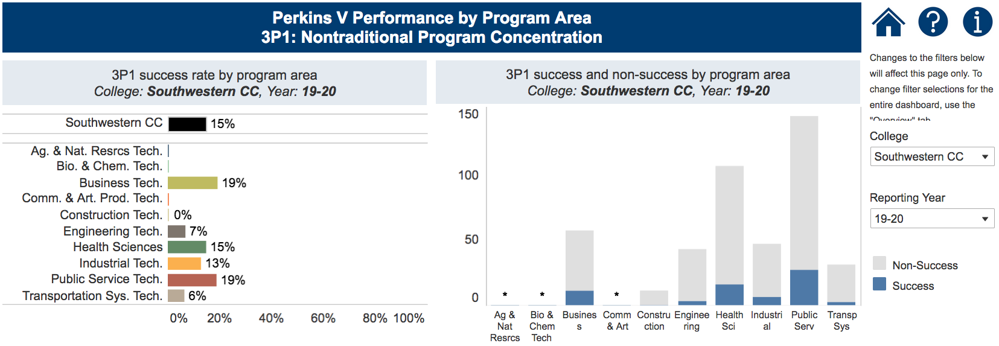 Perkins V Performance by Program Area
3P1: Nontraditional Program Concentration
3P1 success rate by program area
College: Southwestern CC, Year: 19-20
Southwestern CC 15%
Ag. & Nat. Resrcs Tech.
Bio. & Chem. Tech.
Business Tech. 19%
Comm. & Art. Prod. Tech.
Construction Tech. 0%
Engineering Tech. 7%
Health Sciences 15%
Industrial Tech. 13%
Public Service Tech. 19%
Transportation Sys. Tech. 6%
0% 20% 40% 60% 80% 100%
3P1 success and non-success by program area
College: Southwestern CC, Year: 19-20
150
100
50
0
* * *
Ag & Bio & Busines Comm Constru Enginee Health Industri Public Transp
Nat Chem s & Art ction ring Sci al Serv Sys
Resrcs Tech
Changes to the filters below
will affect this page only. To
change filter selections for the
entire dashboard, use the
"Overview" tab
College
Southwestern CC
Reporting Year
19-20
Non-Success
Success